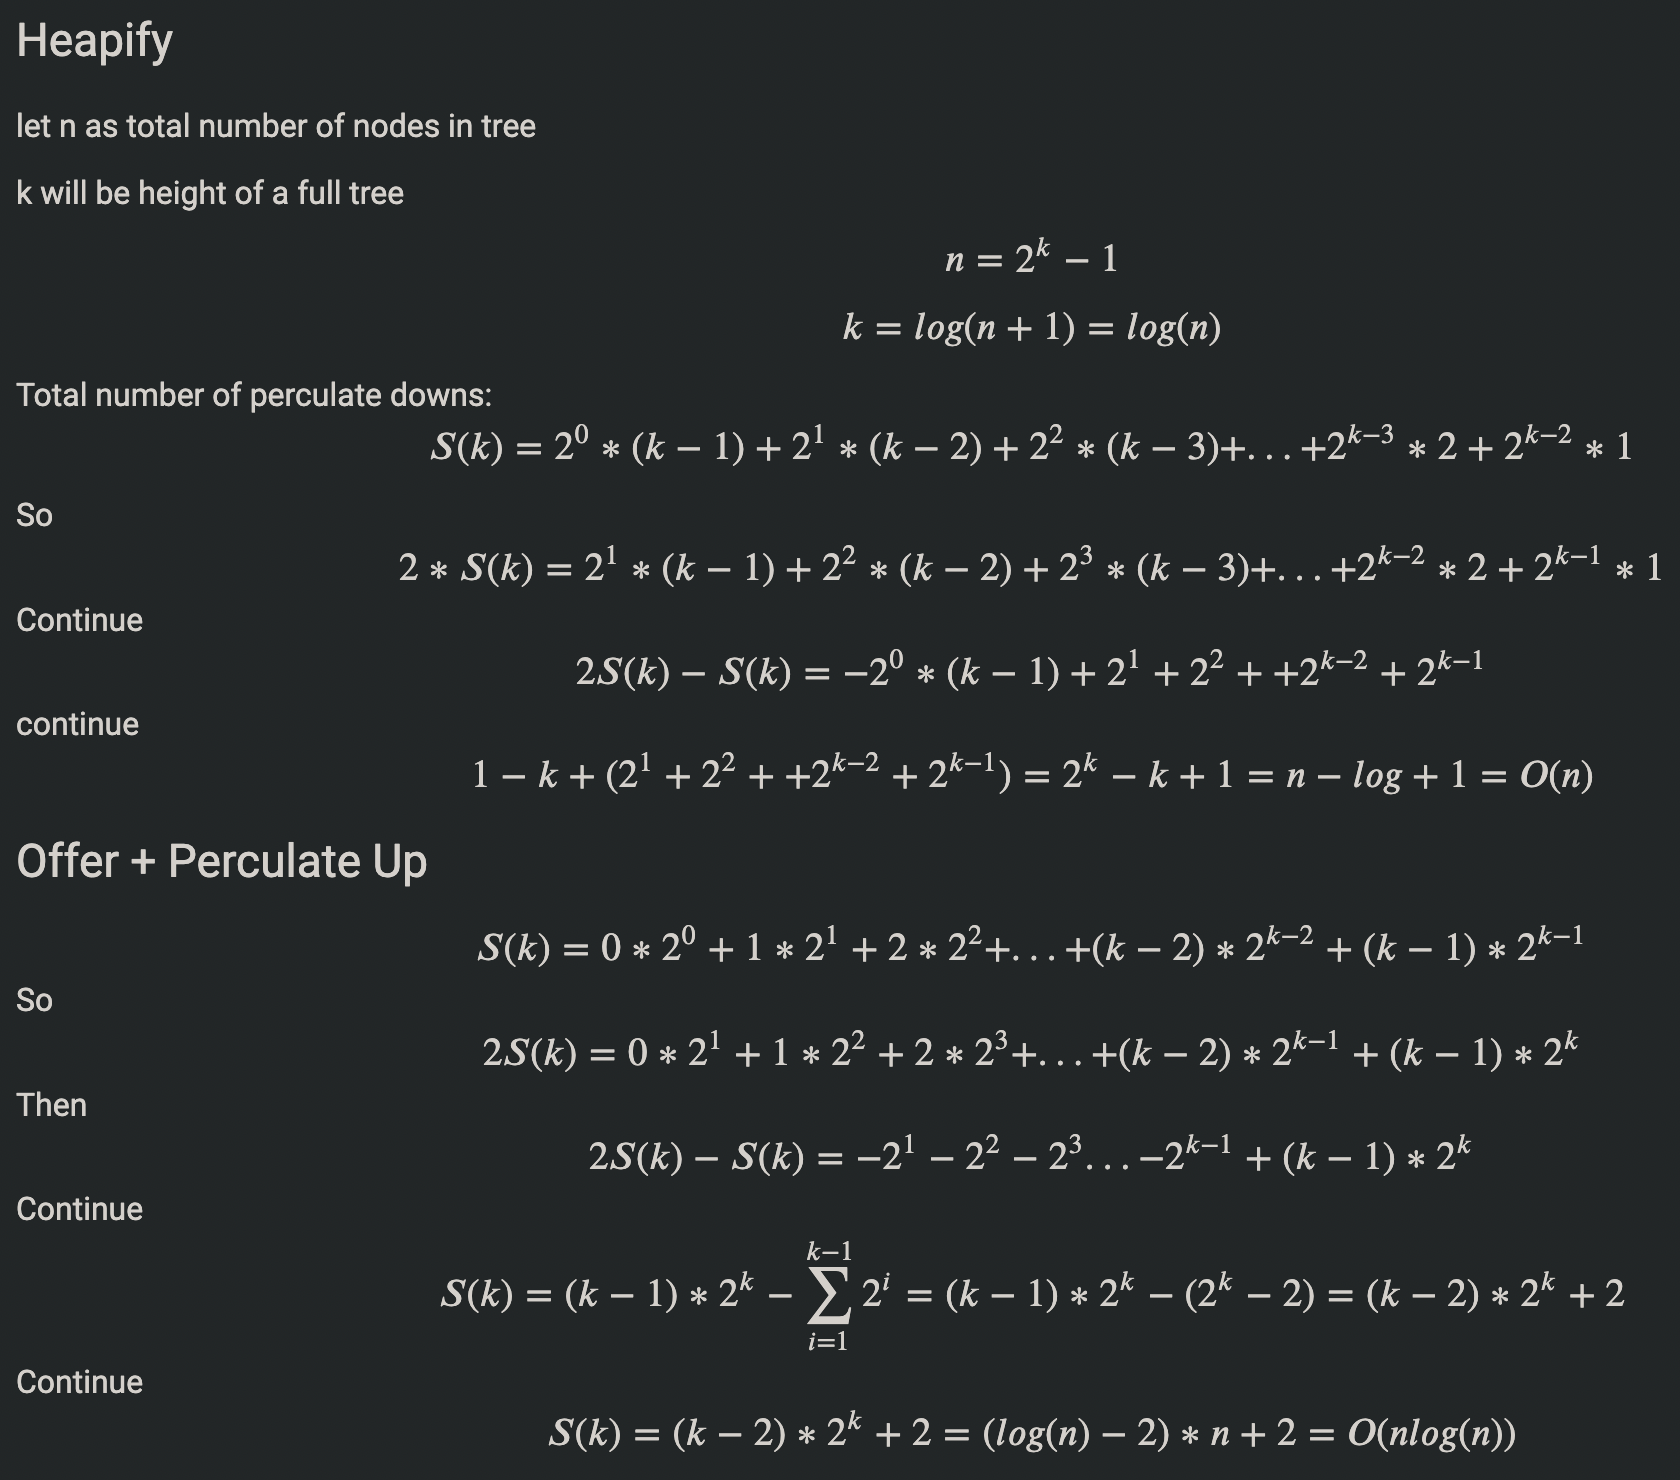 Heapify
let n as total number of nodes in tree
k will be height of a full tree
n = 2^k − 1
k = log(n + 1) = log(n)
Total number of perculate downs:
S(k) = 2^0 * (k − 1) + 2^1 * (k − 2) + 2^2 * (k − 3)+. . . +2^{k−3} * 2 + 2^{k−2} * 1
So
2 * S(k) = 2^1 * (k − 1) + 2^2 * (k − 2) + 2^3 * (k − 3)+. . . +2^{k−2} * 2 + 2^{k−1} * 1
Continue
2S(k) − S(k) = −2^0 * (k − 1) + 2^1 + 2^2 + +2^{k−2} + 2^{k−1}
continue
1 − k + (2^1 + 2^2 + +2^{k−2} + 2^{k−1}) = 2^k − k + 1 = n − log + 1 = O(n)
Offer + Perculate Up
S(k) = 0 * 2^0 + 1 * 2^1 + 2 * 2^2+. . . +(k − 2) * 2^{k−2} + (k − 1) * 2^{k−1}
So
2S(k) = 0 * 2^1 + 1 * 2^2 + 2 * 2^3+. . . +(k − 2) * 2^{k−1} + (k − 1) * 2^k
Then
2S(k) − S(k) = −2^1 − 2^2 − 2^3. . . −2^{k−1} + (k − 1) * 2^k
Continue
S(k) = (k − 1) * 2^k − ∑_{i=1}^{k−1} 2^i = (k − 1) * 2^k − (2^k − 2) = (k − 2) * 2^k + 2
Continue
S(k) = (k − 2) * 2^k + 2 = (log(n) − 2) * n + 2 = O(nlog(n))